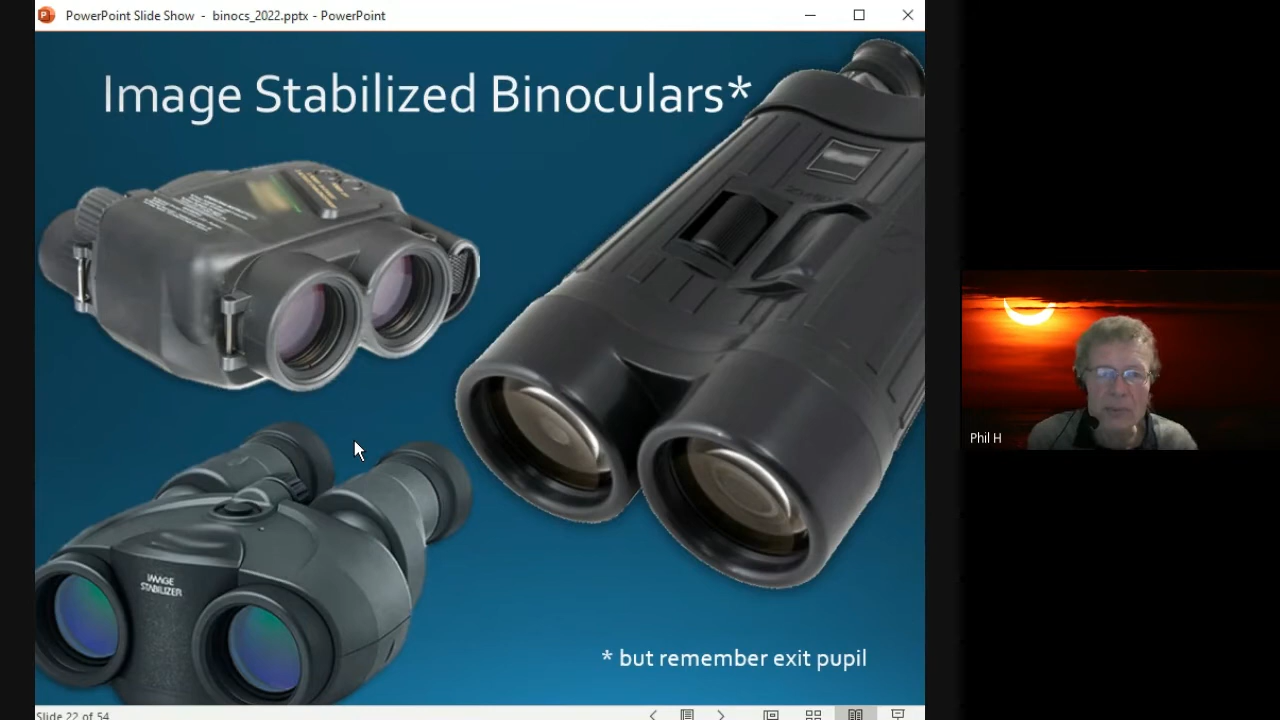 PowerPoint Slide Show - binocs_2022.pptx - PowerPoint
Image Stabilized Binoculars*
IMAGE
STABILIZER
* but remember exit pupil
Phil H
Slide 22 of 54